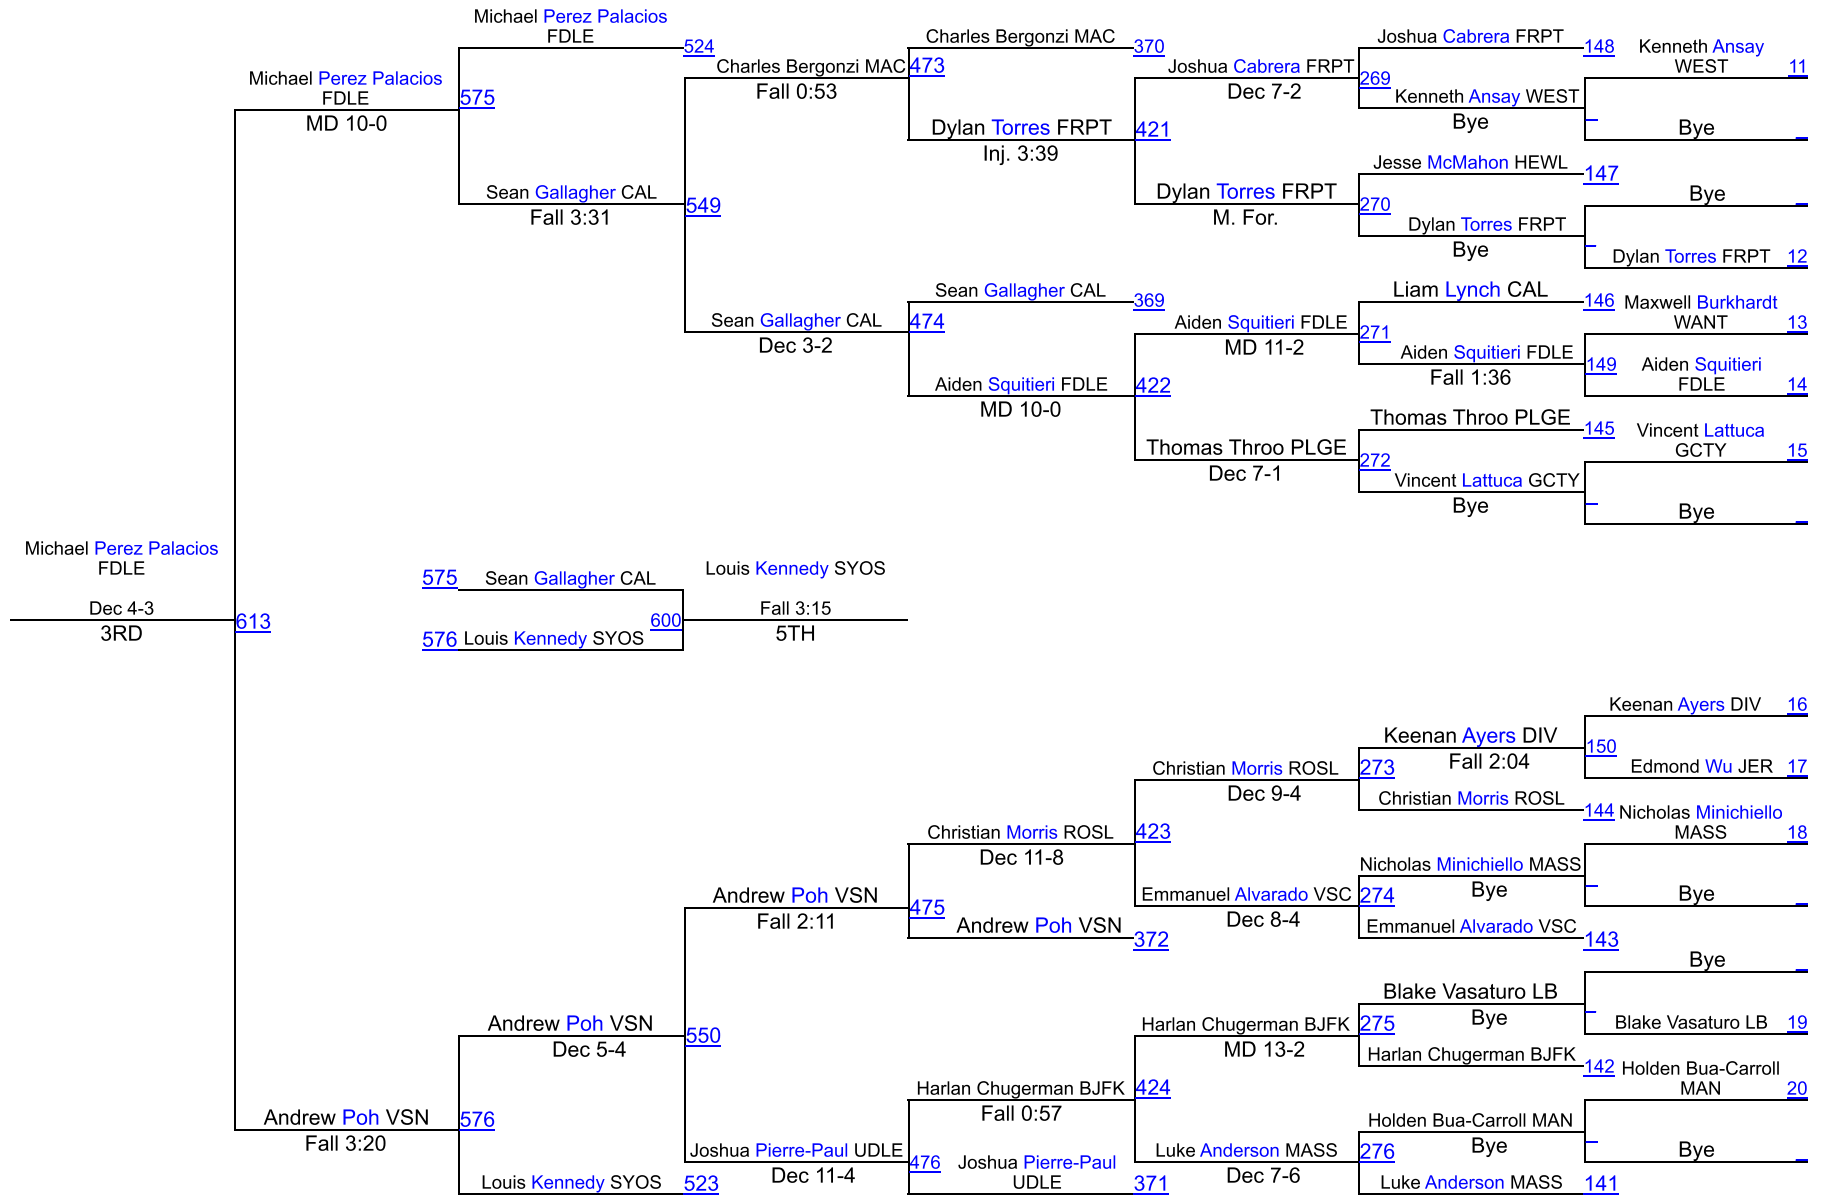 Michael Perez Palacios
FDLE
524
Charles Bergonzi MAC
370
Joshua Cabrera FRPT
148
Kenneth Ansay
WEST
11
Michael Perez Palacios
FDLE
575
MD 10-0
Charles Bergonzi MAC
473
Fall 0:53
Joshua Cabrera FRPT
269
Dec 7-2
Kenneth Ansay WEST
Bye
Bye
Dylan Torres FRPT
421
Inj. 3:39
Jesse McMahon HEWL
147
Bye
Sean Gallagher CAL
549
Fall 3:31
Dylan Torres FRPT
270
M. For.
Dylan Torres FRPT
Bye
Dylan Torres FRPT
12
Sean Gallagher CAL
369
Liam Lynch CAL
146
Maxwell Burkhardt
WANT
13
Sean Gallagher CAL
474
Dec 3-2
Aiden Squitieri FDLE
271
MD 11-2
Aiden Squitieri FDLE
149
Fall 1:36
Aiden Squitieri
FDLE
14
Aiden Squitieri FDLE
422
MD 10-0
Thomas Throo PLGE
145
Vincent Lattuca
GCTY
15
Thomas Throo PLGE
272
Dec 7-1
Vincent Lattuca GCTY
Bye
Bye
Michael Perez Palacios
FDLE
Dec 4-3
3RD
613
575
Sean Gallagher CAL
Louis Kennedy SYOS
600
Fall 3:15
5TH
576
Louis Kennedy SYOS
Keenan Ayers DIV
16
Keenan Ayers DIV
150
Fall 2:04
Edmond Wu JER
17
Christian Morris ROSL
273
Dec 9-4
Christian Morris ROSL
144
Nicholas Minichiello
MASS
18
Christian Morris ROSL
423
Dec 11-8
Nicholas Minichiello MASS
274
Bye
Bye
Andrew Poh VSN
475
Fall 2:11
Emmanuel Alvarado VSC
Dec 8-4
Andrew Poh VSN
372
Emmanuel Alvarado VSC
143
Bye
Blake Vasaturo LB
275
Bye
Blake Vasaturo LB
19
Andrew Poh VSN
550
Dec 5-4
Harlan Chugerman BJFK
MD 13-2
Harlan Chugerman BJFK
142
Holden Bua-Carroll
MAN
20
Harlan Chugerman BJFK
424
Fall 0:57
Andrew Poh VSN
576
Fall 3:20
Holden Bua-Carroll MAN
276
Bye
Bye
Joshua Pierre-Paul UDLE
476
Dec 11-4
Joshua Pierre-Paul
UDLE
371
Luke Anderson MASS
Dec 7-6
Louis Kennedy SYOS
523
Luke Anderson MASS
141